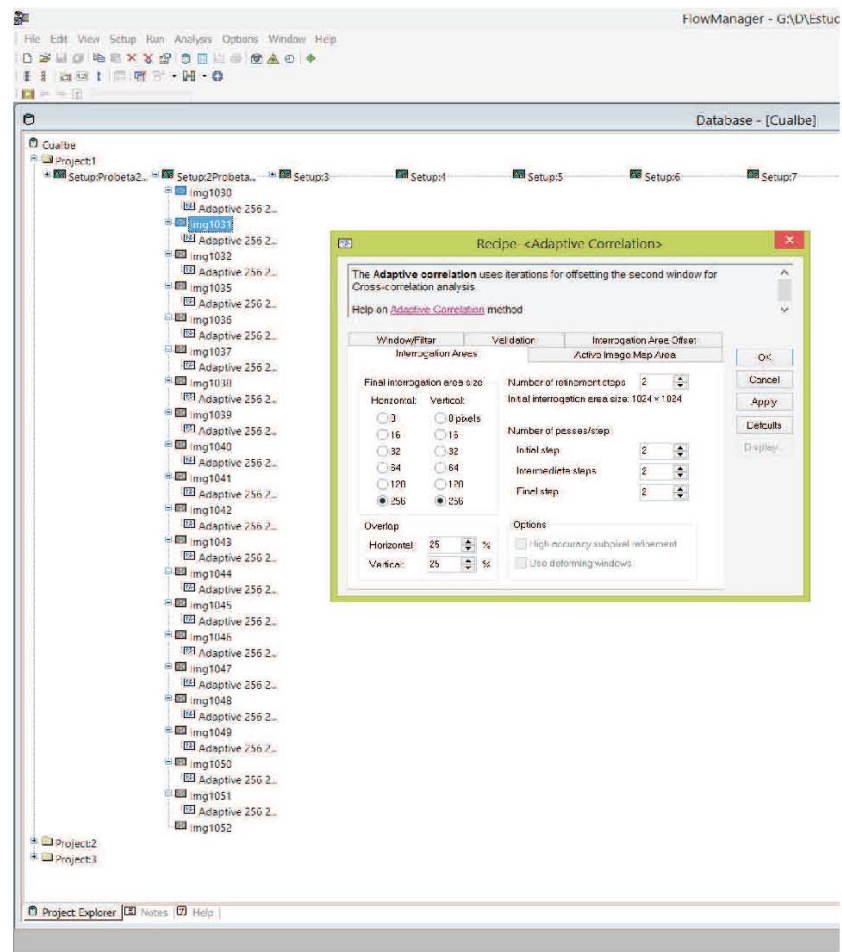 FlowManager - G:\D\Estuc
File Edit View Setup Run Analysis Options Window Help
Database - [Cualbe]
Cualbe
Project:1
Setup:Probeta2... Setup:2Probeta... Setup:3 Setup:4 Setup:5 Setup:6 Setup:7
Img1030
Adaptive 256 2...
Img1031
Adaptive 256 2...
Img1032
Adaptive 256 2...
Img1035
Adaptive 256 2...
Img1036
Adaptive 256 2...
Img1037
Adaptive 256 2...
Img1038
Adaptive 256 2...
Img1039
Adaptive 256 2...
Img1040
Adaptive 256 2...
Img1041
Adaptive 256 2...
Img1042
Adaptive 256 2...
Img1043
Adaptive 256 2...
Img1044
Adaptive 256 2...
Img1045
Adaptive 256 2...
Img1046
Adaptive 256 2...
Img1047
Adaptive 256 2...
Img1048
Adaptive 256 2...
Img1049
Adaptive 256 2...
Img1050
Adaptive 256 2...
Img1051
Adaptive 256 2...
Img1052
Project:2
Project:3
Project Explorer Notes Help
Recipe- <Adaptive Correlation>
The Adaptive correlation uses iterations for offsetting the second window for
Cross-correlation analysis.
Help on Adaptive Correlation method
Window/Filter Validation Interrogation Area Offset
Interrogation Areas Active Image Map Area
Final interrogation area size
Horizontal: Vertical:
8 8 pixels
16 16
32 32
64 64
128 128
256 256
Overlap
Horizontal: 25 %
Vertical: 25 %
Number of refinement steps 2
Initial interrogation area size: 1024 × 1024
Number of passes/step:
Initial step 2
Intermediate steps 2
Final step 2
Options
High accuracy subpixel refinement
Use deforming windows
OK
Cancel
Apply
Defaults
Display...